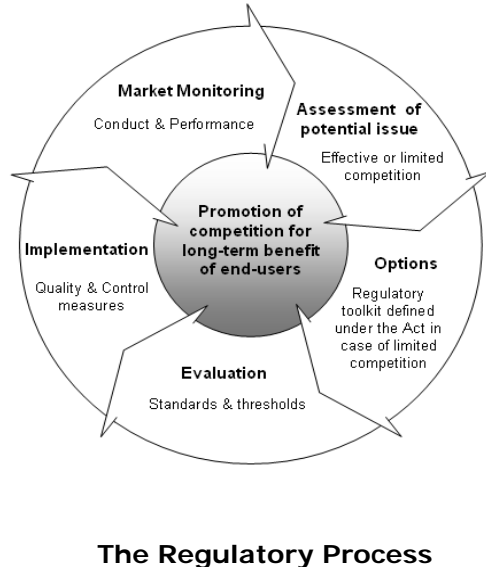 Market Monitoring
Conduct & Performance
Assessment of
potential issue
Effective or limited
competition
Options
Regulatory
toolkit defined
under the Act in
case of limited
competition
Evaluation
Standards & thresholds
Implementation
Quality & Control
measures
Promotion of
competition for
long-term benefit
of end-users
The Regulatory Process